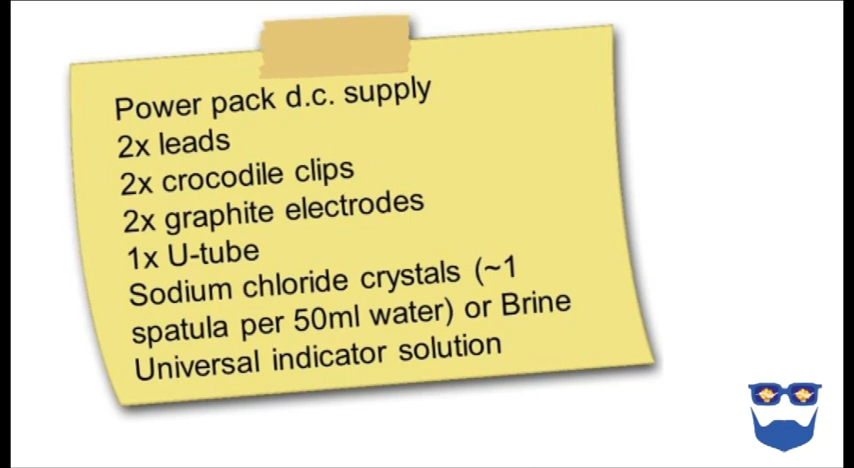 Power pack d.c. supply
2x leads
2x crocodile clips
2x graphite electrodes
1x U-tube
Sodium chloride crystals (~1
spatula per 50ml water) or Brine
Universal indicator solution